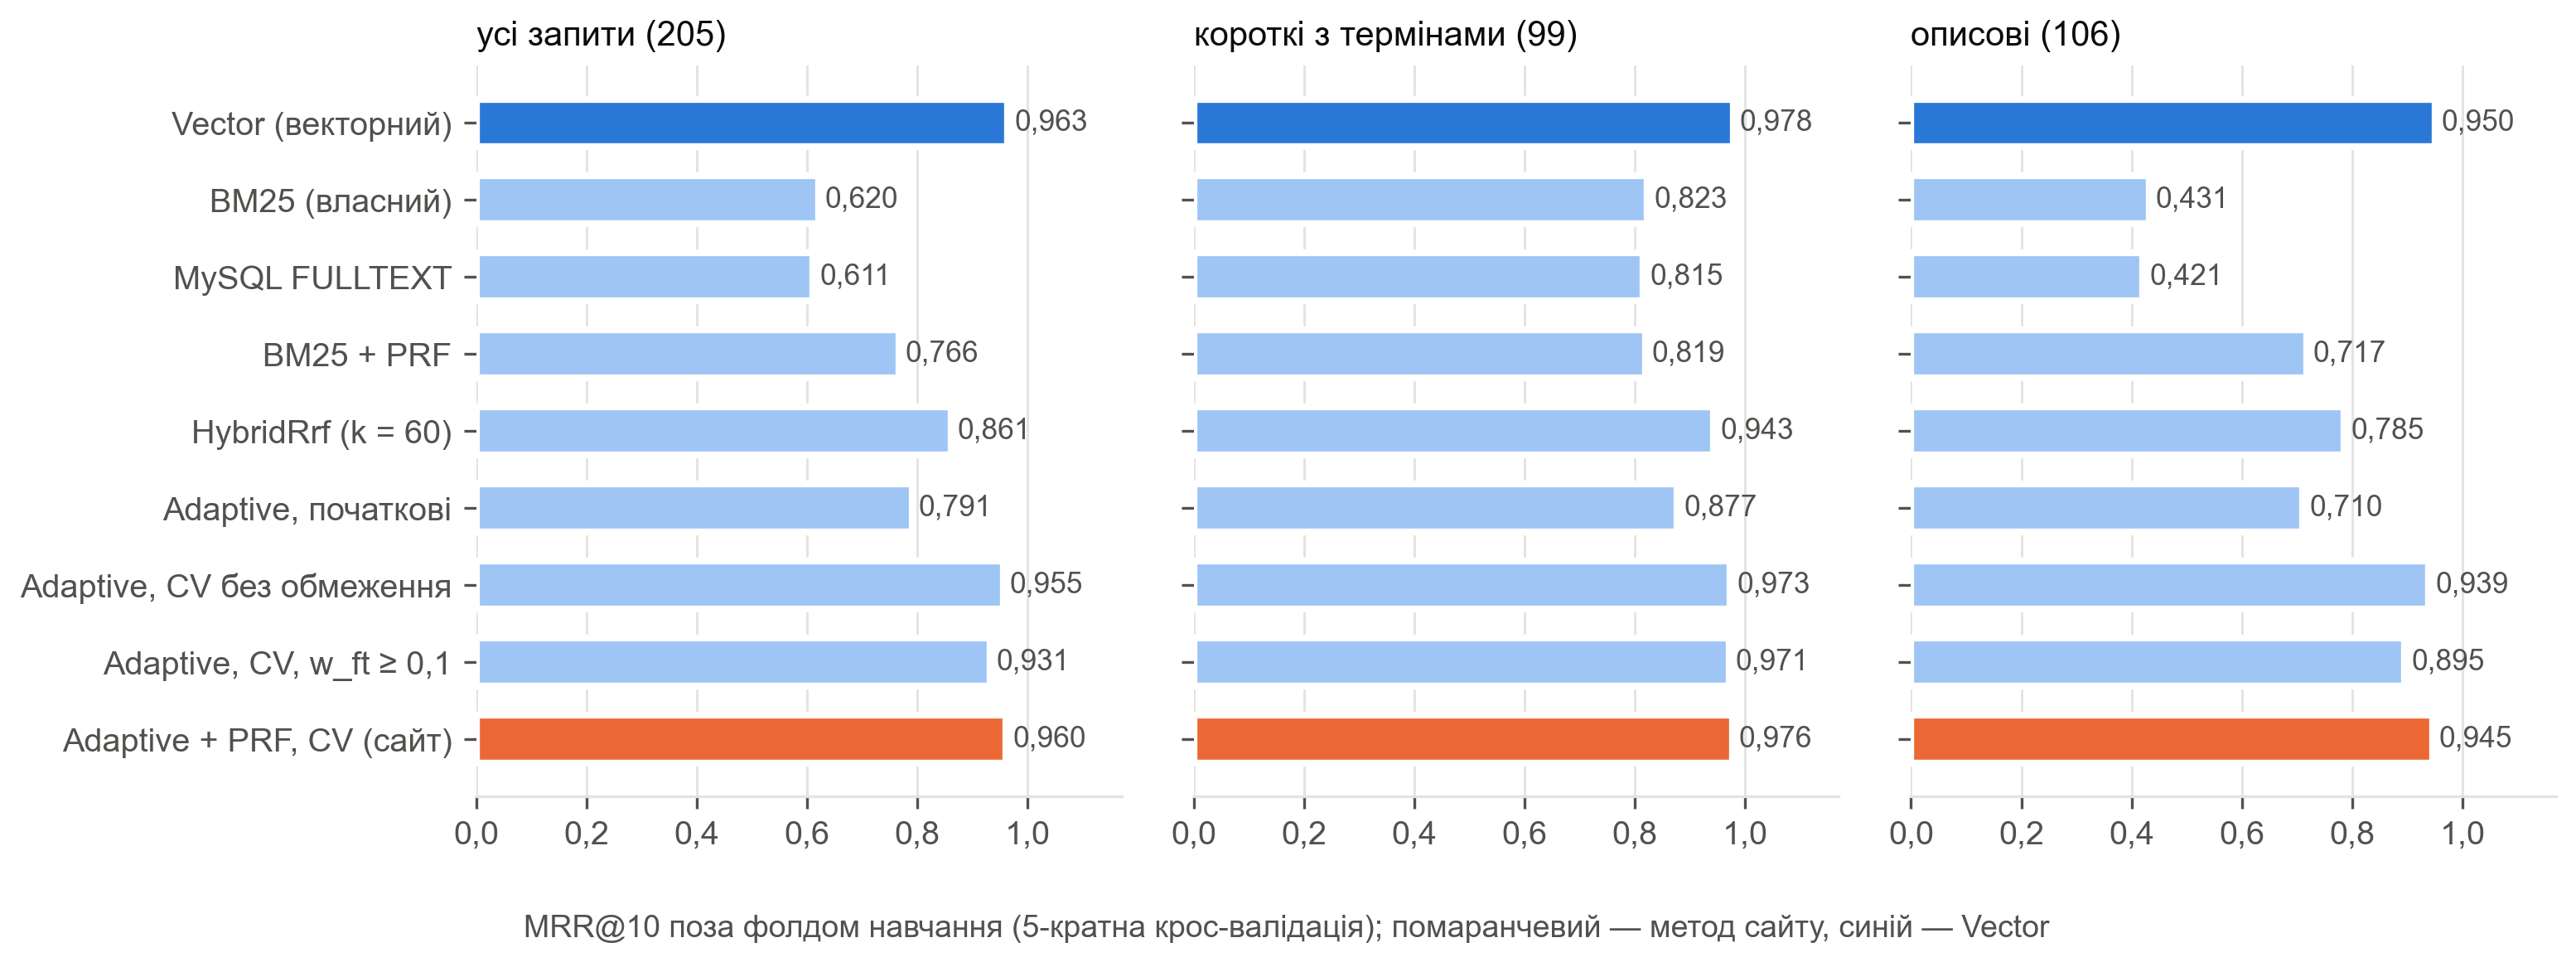 усі запити (205)
короткі з термінами (99)
описові (106)
Vector (векторний) 0,963 0,978 0,950
BM25 (власний) 0,620 0,823 0,431
MySQL FULLTEXT 0,611 0,815 0,421
BM25 + PRF 0,766 0,819 0,717
HybridRrf (k = 60) 0,861 0,943 0,785
Adaptive, початкові 0,791 0,877 0,710
Adaptive, CV без обмеження 0,955 0,973 0,939
Adaptive, CV, w_ft ≥ 0,1 0,931 0,971 0,895
Adaptive + PRF, CV (сайт) 0,960 0,976 0,945
0,0 0,2 0,4 0,6 0,8 1,0 0,0 0,2 0,4 0,6 0,8 1,0 0,0 0,2 0,4 0,6 0,8 1,0
MRR@10 поза фолдом навчання (5-кратна крос-валідація); помаранчевий — метод сайту, синій — Vector